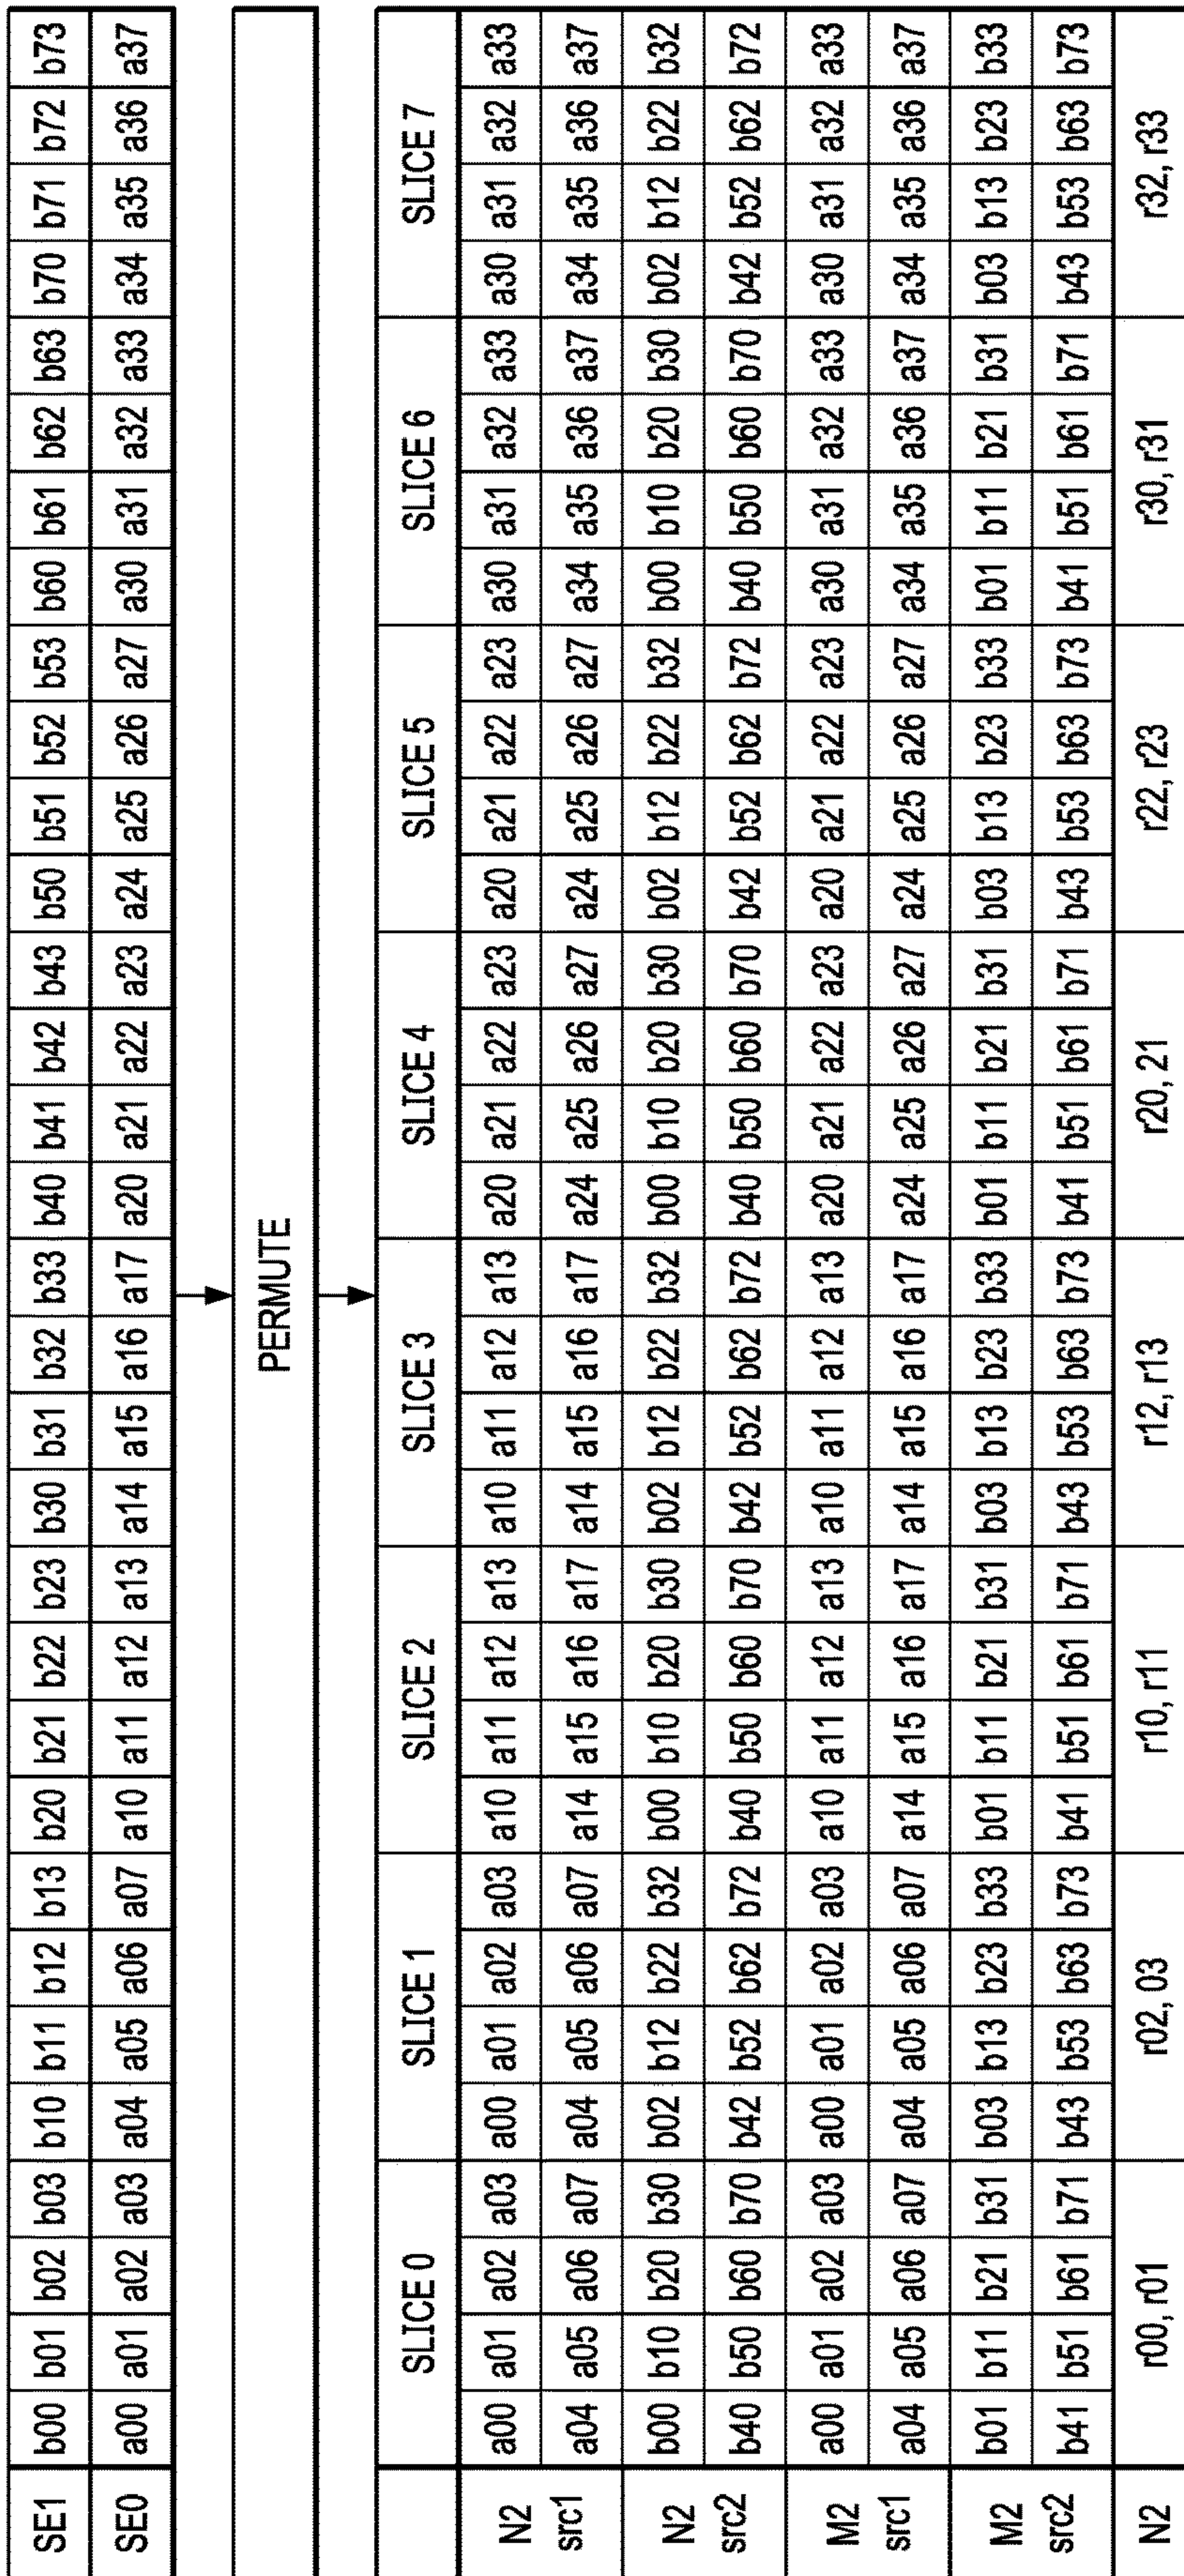 SE1 b00 b01 b02 b03 b10 b11 b12 b13 b20 b21 b22 b23 b30 b31 b32 b33 b40 b41 b42 b43 b50 b51 b52 b53 b60 b61 b62 b63 b70 b71 b72 b73
SE0 a00 a01 a02 a03 a04 a05 a06 a07 a10 a11 a12 a13 a14 a15 a16 a17 a20 a21 a22 a23 a24 a25 a26 a27 a30 a31 a32 a33 a34 a35 a36 a37
PERMUTE
SLICE 0 SLICE 1 SLICE 2 SLICE 3 SLICE 4 SLICE 5 SLICE 6 SLICE 7
N2 src1 a00 a01 a02 a03 a00 a01 a02 a03 a10 a11 a12 a13 a10 a11 a12 a13 a20 a21 a22 a23 a20 a21 a22 a23 a30 a31 a32 a33 a30 a31 a32 a33
a04 a05 a06 a07 a04 a05 a06 a07 a14 a15 a16 a17 a14 a15 a16 a17 a24 a25 a26 a27 a24 a25 a26 a27 a34 a35 a36 a37 a34 a35 a36 a37
N2 src2 b00 b10 b20 b30 b02 b12 b22 b32 b00 b10 b20 b30 b02 b12 b22 b32 b00 b10 b20 b30 b02 b12 b22 b32 b00 b10 b20 b30 b02 b12 b22 b32
b40 b50 b60 b70 b42 b52 b62 b72 b40 b50 b60 b70 b42 b52 b62 b72 b40 b50 b60 b70 b42 b52 b62 b72 b40 b50 b60 b70 b42 b52 b62 b72
M2 src1 a00 a01 a02 a03 a00 a01 a02 a03 a10 a11 a12 a13 a10 a11 a12 a13 a20 a21 a22 a23 a20 a21 a22 a23 a30 a31 a32 a33 a30 a31 a32 a33
a04 a05 a06 a07 a04 a05 a06 a07 a14 a15 a16 a17 a14 a15 a16 a17 a24 a25 a26 a27 a24 a25 a26 a27 a34 a35 a36 a37 a34 a35 a36 a37
M2 src2 b01 b11 b21 b31 b03 b13 b23 b33 b01 b11 b21 b31 b03 b13 b23 b33 b01 b11 b21 b31 b03 b13 b23 b33 b01 b11 b21 b31 b03 b13 b23 b33
b41 b51 b61 b71 b43 b53 b63 b73 b41 b51 b61 b71 b43 b53 b63 b73 b41 b51 b61 b71 b43 b53 b63 b73 b41 b51 b61 b71 b43 b53 b63 b73
N2 r00, r01 r02, 03 r10, r11 r12, r13 r20, 21 r22, r23 r30, r31 r32, r33